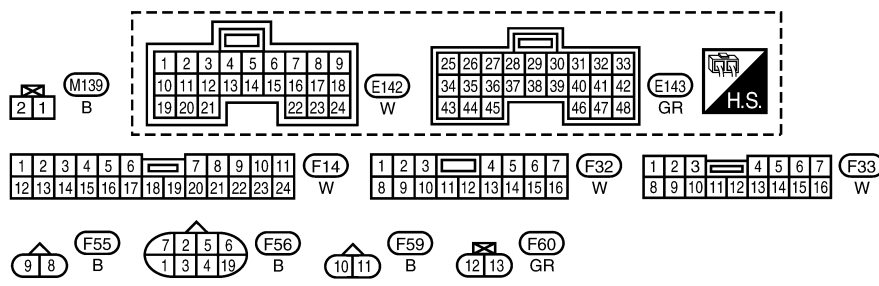 1 2 3 4 5 6 7 8 9
10 11 12 13 14 15 16 17 18
19 20 21 22 23 24
E142
W
25 26 27 28 29 30 31 32 33
34 35 36 37 38 39 40 41 42
43 44 45 46 47 48
E143
GR
H.S.
2 1
M139
B
1 2 3 4 5 6 7 8 9 10 11
12 13 14 15 16 17 18 19 20 21 22 23 24
F14
W
1 2 3 4 5 6 7
8 9 10 11 12 13 14 15 16
F32
W
1 2 3 4 5 6 7
8 9 10 11 12 13 14 15 16
F33
W
9 8
F55
B
7 2 5 6
1 3 4 19
F56
B
10 11
F59
B
12 13
F60
GR